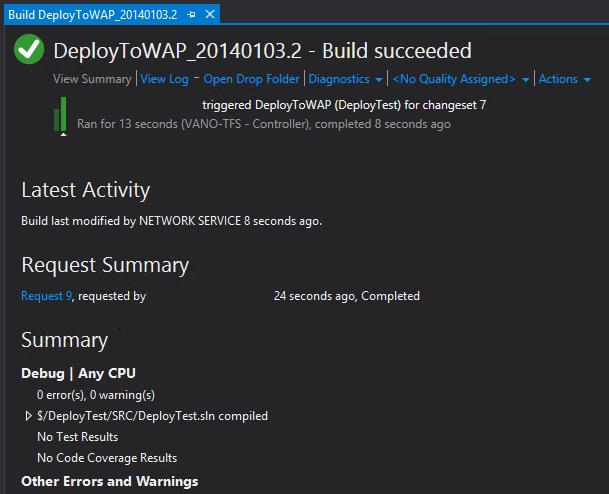 Build DeployToWAP_20140103.2
DeployToWAP_20140103.2 - Build succeeded
View Summary | View Log - Open Drop Folder | Diagnostics | <No Quality Assigned> | Actions
triggered DeployToWAP (DeployTest) for changeset 7
Ran for 13 seconds (VANO-TFS - Controller), completed 8 seconds ago
Latest Activity
Build last modified by NETWORK SERVICE 8 seconds ago.
Request Summary
Request 9, requested by 24 seconds ago, Completed
Summary
Debug | Any CPU
0 error(s), 0 warning(s)
$/DeployTest/SRC/DeployTest.sln compiled
No Test Results
No Code Coverage Results
Other Errors and Warnings